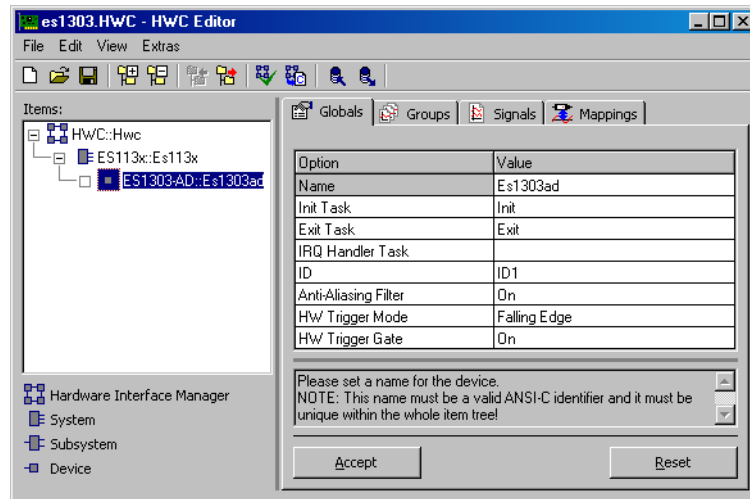 es1303.HWC - HWC Editor
File Edit View Extras
Items:
HWC::Hwc
ES113x::Es113x
ES1303-AD::Es1303ad
Hardware Interface Manager
System
Subsystem
Device
Globals Groups Signals Mappings
Option Value
Name Es1303ad
Init Task Init
Exit Task Exit
IRQ Handler Task
ID ID1
Anti-Aliasing Filter On
HW Trigger Mode Falling Edge
HW Trigger Gate On
Please set a name for the device.
NOTE: This name must be a valid ANSI-C identifier and it must be
unique within the whole item tree!
Accept Reset